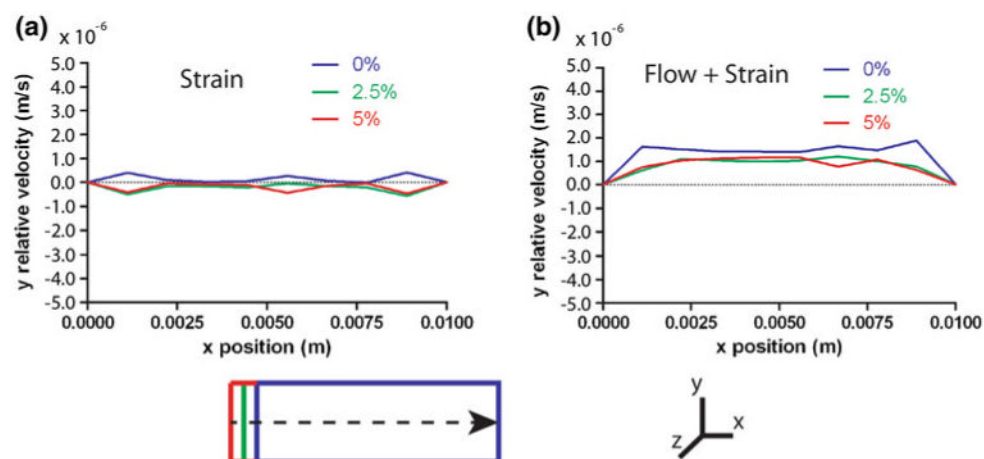 (a)
x 10-6
Strain
0%
2.5%
5%
y relative velocity (m/s)
5.0
4.0
3.0
2.0
1.0
0.0
-1.0
-2.0
-3.0
-4.0
-5.0
0.0000 0.0025 0.0050 0.0075 0.0100
x position (m)
(b)
x 10-6
Flow + Strain
0%
2.5%
5%
y relative velocity (m/s)
5.0
4.0
3.0
2.0
1.0
0.0
-1.0
-2.0
-3.0
-4.0
-5.0
0.0000 0.0025 0.0050 0.0075 0.0100
x position (m)
y
x
z